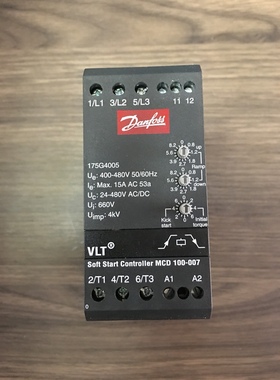 1/L1 3/L2 5/L3 11 12
Danfoss
175G4005
Ue: 400-480V 50/60Hz
Ie: Max. 15A AC 53a
Uc: 24-480V AC/DC
Ui: 660V
Uimp: 4kV
up
Ramp
down
Kick start
Initial torque
VLT®
Soft Start Controller MCD 100-007
2/T1 4/T2 6/T3 A1 A2